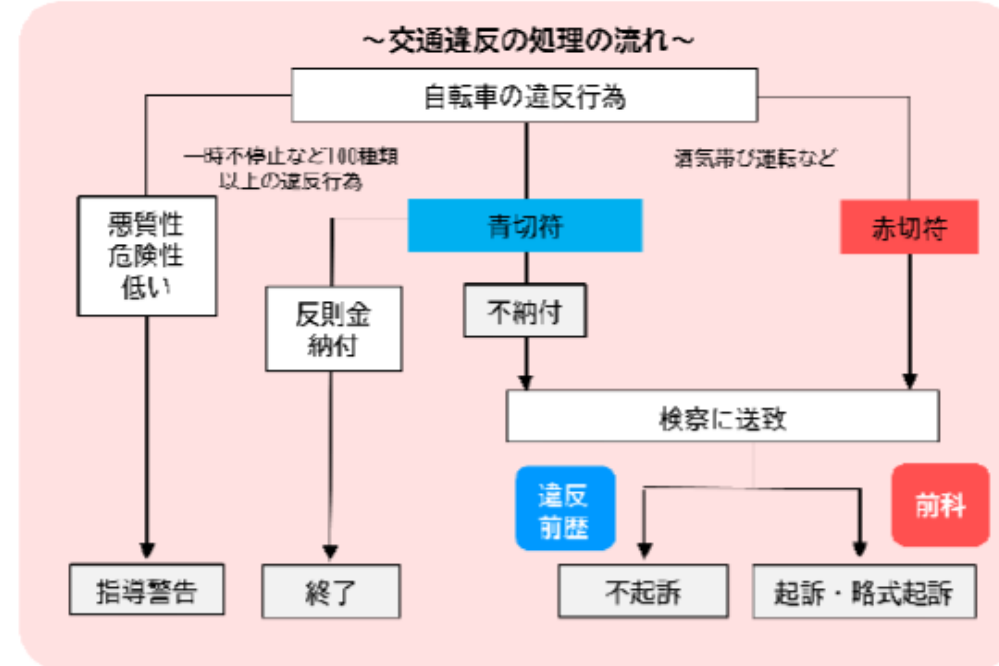 ～交通違反の処理の流れ～
自転車の違反行為
一時不停止など100種類
以上の違反行為
酒気帯び運転など
悪質性
危険性
低い
青切符
赤切符
反則金
納付
不納付
検察に送致
違反
前歴
前科
指導警告
終了
不起訴
起訴・略式起訴